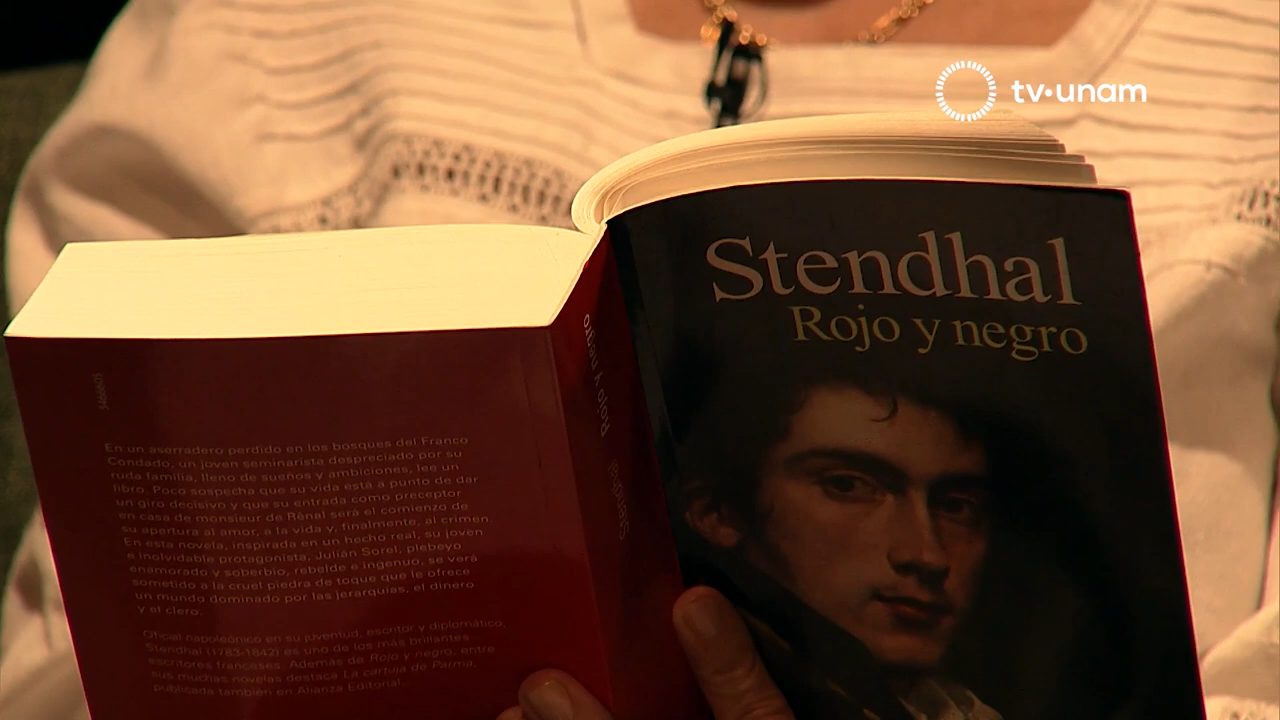 tv·unam
Stendhal
Rojo y negro
Rojo y negro
Stendhal
En un aserradero perdido en los bosques del Franco
Condado, un joven seminarista despreciado por su
ruda familia, lleno de sueños y ambiciones, lee un
libro. Poco sospecha que su vida está a punto de dar
un giro decisivo y que su entrada como preceptor
en casa de monsieur de Rênal será el comienzo de
su apertura al amor, a la vida y, finalmente, al crimen
En esta novela, inspirada en un hecho real, su joven
e inolvidable protagonista, Julián Sorel, plebeyo
enamorado y soberbio, rebelde e ingenuo, se verá
sometido a la cruel piedra de toque que le ofrece
un mundo dominado por las jerarquías, el dinero
y el clero.
Oficial napoleónico en su juventud, escritor y diplomático,
Stendhal (1783-1842) es uno de los más brillantes
escritores franceses. Además de Rojo y negro, entre
sus muchas novelas destaca La cartuja de Parma,
publicada también en Alianza Editorial.